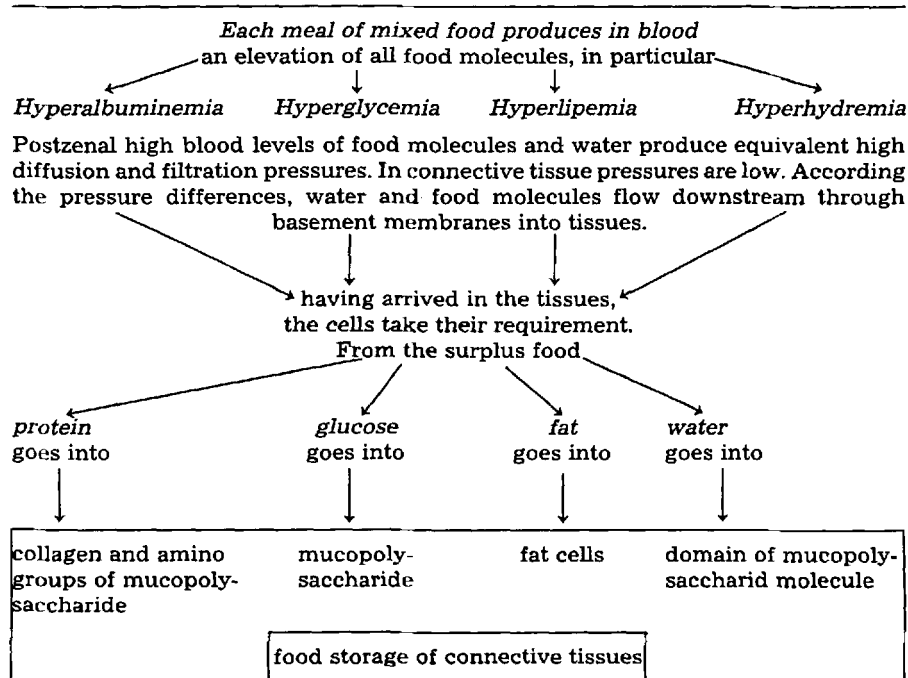 Each meal of mixed food produces in blood
an elevation of all food molecules, in particular
Hyperalbuminemia Hyperglycemia Hyperlipemia Hyperhydremia
Postzenal high blood levels of food molecules and water produce equivalent high
diffusion and filtration pressures. In connective tissue pressures are low. According
the pressure differences, water and food molecules flow downstream through
basement membranes into tissues.
having arrived in the tissues,
the cells take their requirement.
From the surplus food
protein glucose fat water
goes into goes into goes into goes into
collagen and amino mucopoly- fat cells domain of mucopoly-
groups of mucopoly- saccharide saccharid molecule
saccharide
food storage of connective tissues